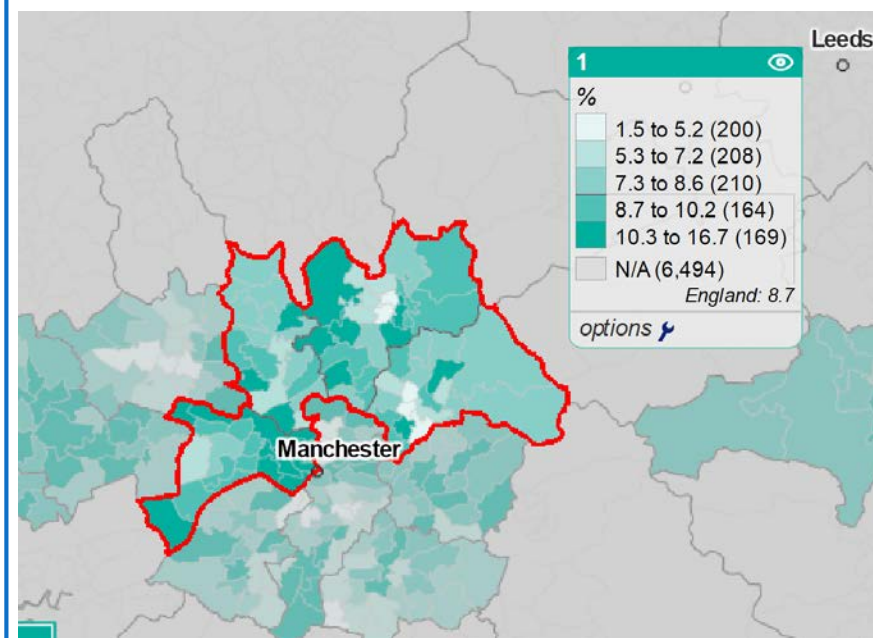 Leeds
1
%
1.5 to 5.2 (200)
5.3 to 7.2 (208)
7.3 to 8.6 (210)
8.7 to 10.2 (164)
10.3 to 16.7 (169)
N/A (6,494)
England: 8.7
options
Manchester